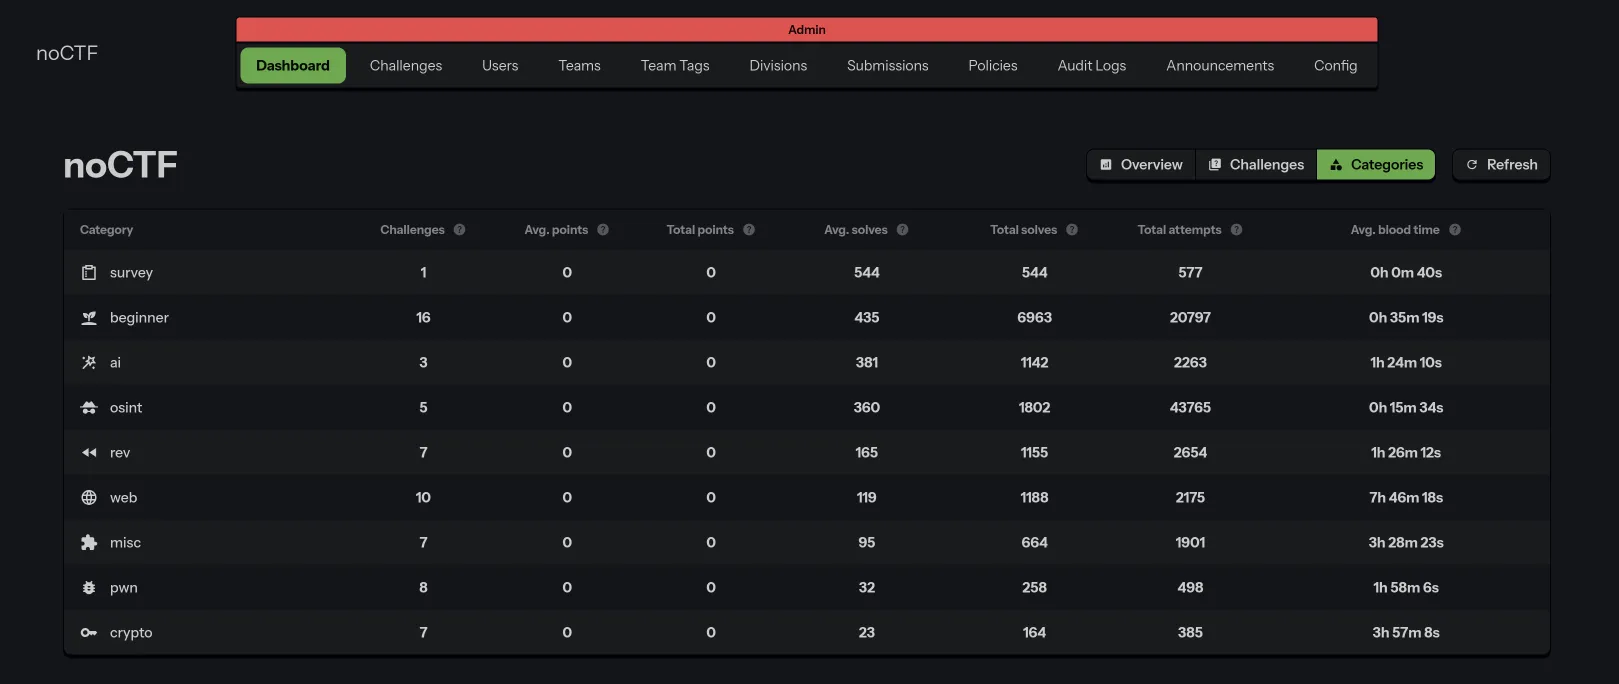 Admin
noCTF
Dashboard Challenges Users Teams Team Tags Divisions Submissions Policies Audit Logs Announcements Config
noCTF
Overview Challenges Categories Refresh
Category Challenges ? Avg. points ? Total points ? Avg. solves ? Total solves ? Total attempts ? Avg. blood time ?
survey 1 0 0 544 544 577 0h 0m 40s
beginner 16 0 0 435 6963 20797 0h 35m 19s
ai 3 0 0 381 1142 2263 1h 24m 10s
osint 5 0 0 360 1802 43765 0h 15m 34s
rev 7 0 0 165 1155 2654 1h 26m 12s
web 10 0 0 119 1188 2175 7h 46m 18s
misc 7 0 0 95 664 1901 3h 28m 23s
pwn 8 0 0 32 258 498 1h 58m 6s
crypto 7 0 0 23 164 385 3h 57m 8s